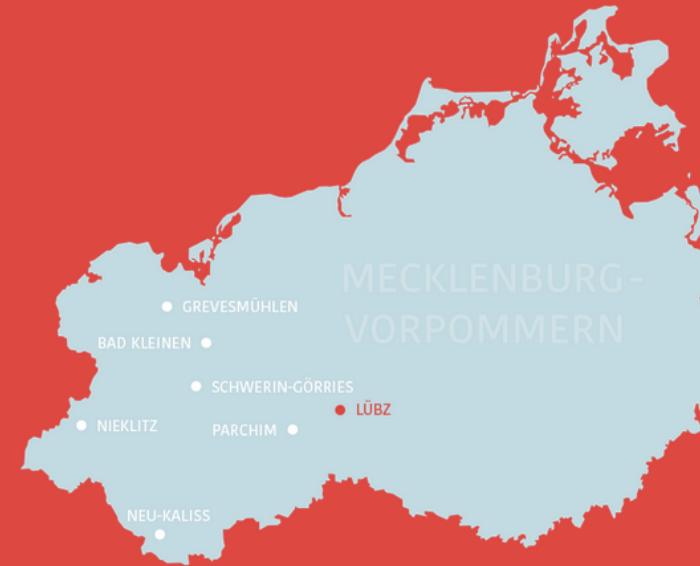 MECKLENBURG-
VORPOMMERN
GREVESMÜHLEN
BAD KLEINEN
SCHWERIN-GÖRRIES
LÜBZ
NIEKLITZ
PARCHIM
NEU-KALISS